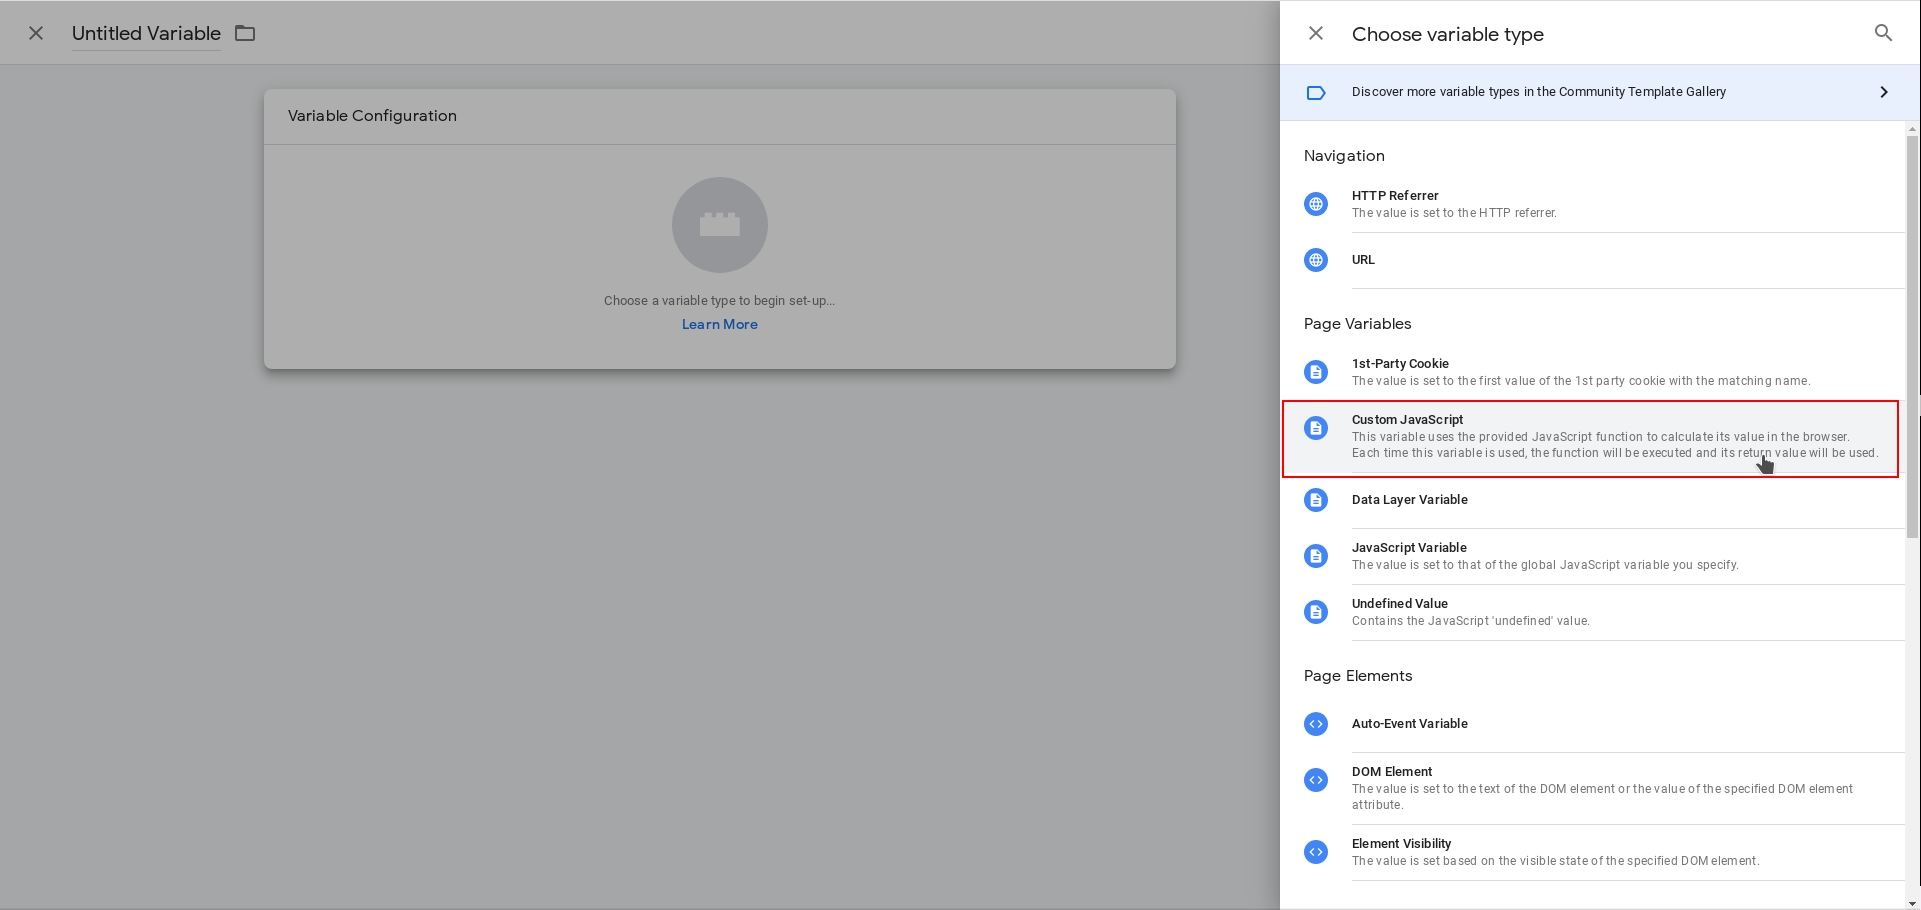 Untitled Variable
Variable Configuration
Choose a variable type to begin set-up...
Learn More
Choose variable type
Discover more variable types in the Community Template Gallery
Navigation
HTTP Referrer
The value is set to the HTTP referrer.
URL
Page Variables
1st-Party Cookie
The value is set to the first value of the 1st party cookie with the matching name.
Custom JavaScript
This variable uses the provided JavaScript function to calculate its value in the browser.
Each time this variable is used, the function will be executed and its return value will be used.
Data Layer Variable
JavaScript Variable
The value is set to that of the global JavaScript variable you specify.
Undefined Value
Contains the JavaScript 'undefined' value.
Page Elements
Auto-Event Variable
DOM Element
The value is set to the text of the DOM element or the value of the specified DOM element
attribute.
Element Visibility
The value is set based on the visible state of the specified DOM element.